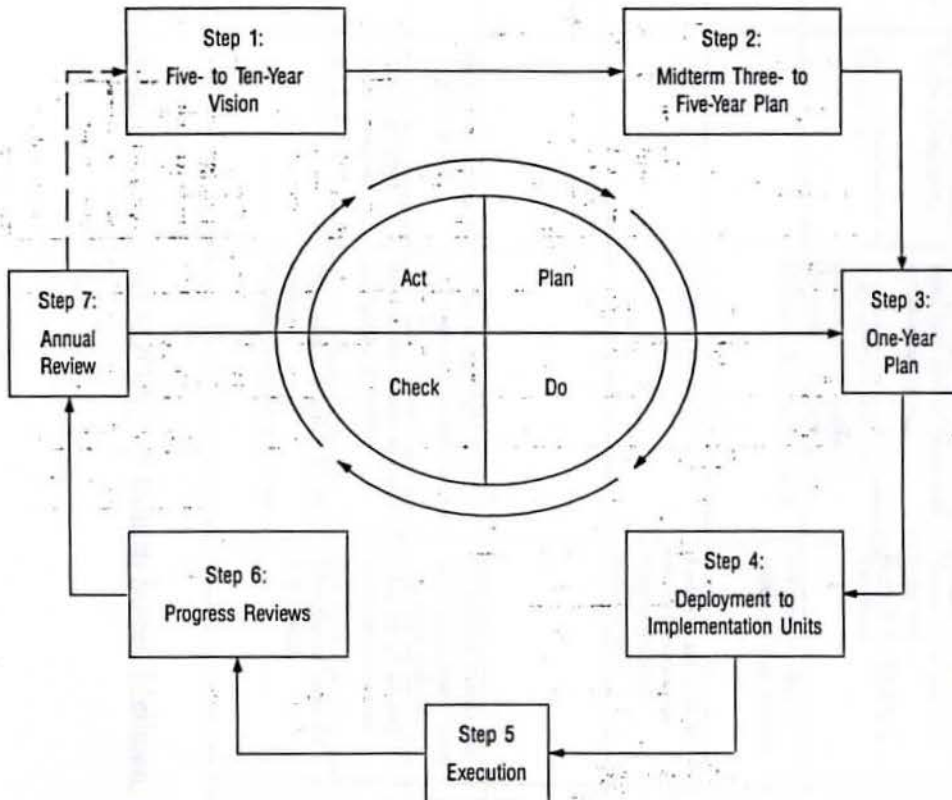 Step 1:
Five- to Ten-Year
Vision
Step 2:
Midterm Three- to
Five-Year Plan
Act
Plan
Check
Do
Step 7:
Annual
Review
Step 3:
One-Year
Plan
Step 6:
Progress Reviews
Step 4:
Deployment to
Implementation Units
Step 5
Execution